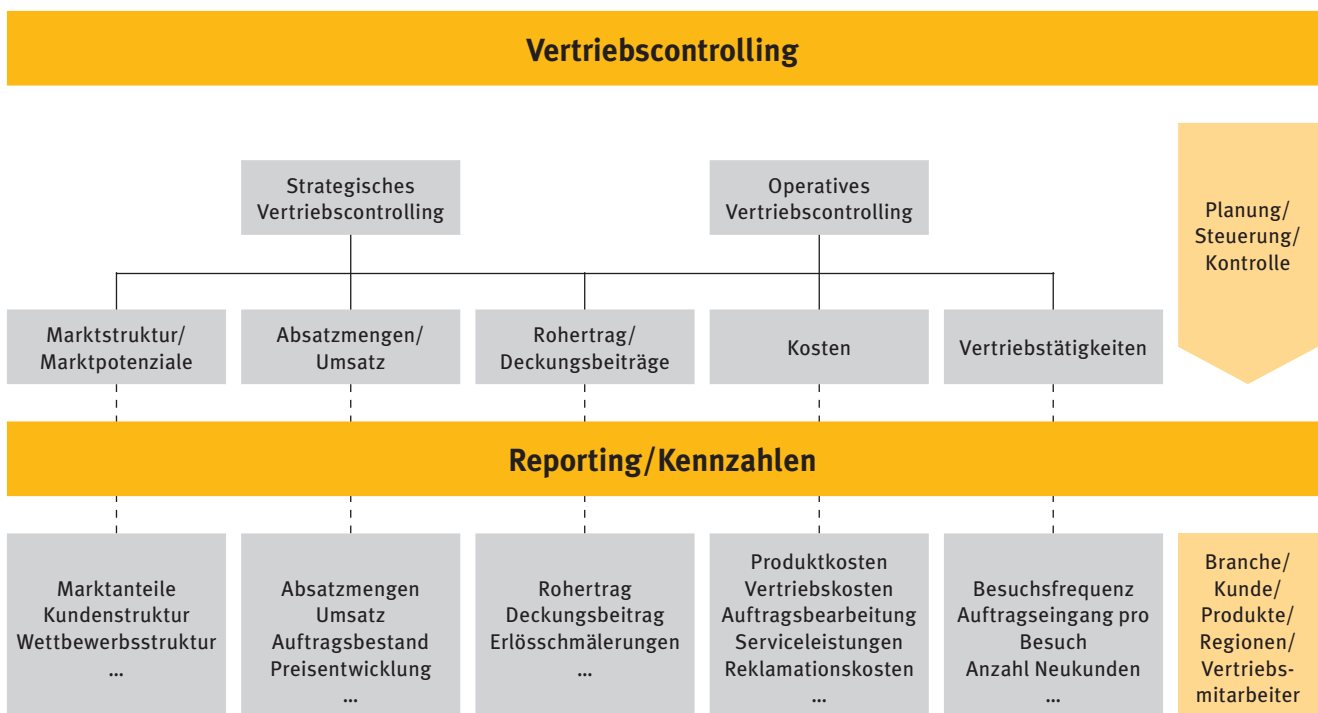 Vertriebscontrolling
Strategisches
Vertriebscontrolling
Operatives
Vertriebscontrolling
Planung/
Steuerung/
Kontrolle
Marktstruktur/
Marktpotenziale
Absatzmengen/
Umsatz
Rohertrag/
Deckungsbeiträge
Kosten
Vertriebstätigkeiten
Reporting/Kennzahlen
Marktanteile
Kundenstruktur
Wettbewerbsstruktur
...
Absatzmengen
Umsatz
Auftragsbestand
Preisentwicklung
...
Rohertrag
Deckungsbeitrag
Erlösschmälerungen
...
Produktkosten
Vertriebskosten
Auftragsbearbeitung
Serviceleistungen
Reklamationskosten
...
Besuchsfrequenz
Auftragseingang pro
Besuch
Anzahl Neukunden
...
Branche/
Kunde/
Produkte/
Regionen/
Vertriebs-
mitarbeiter